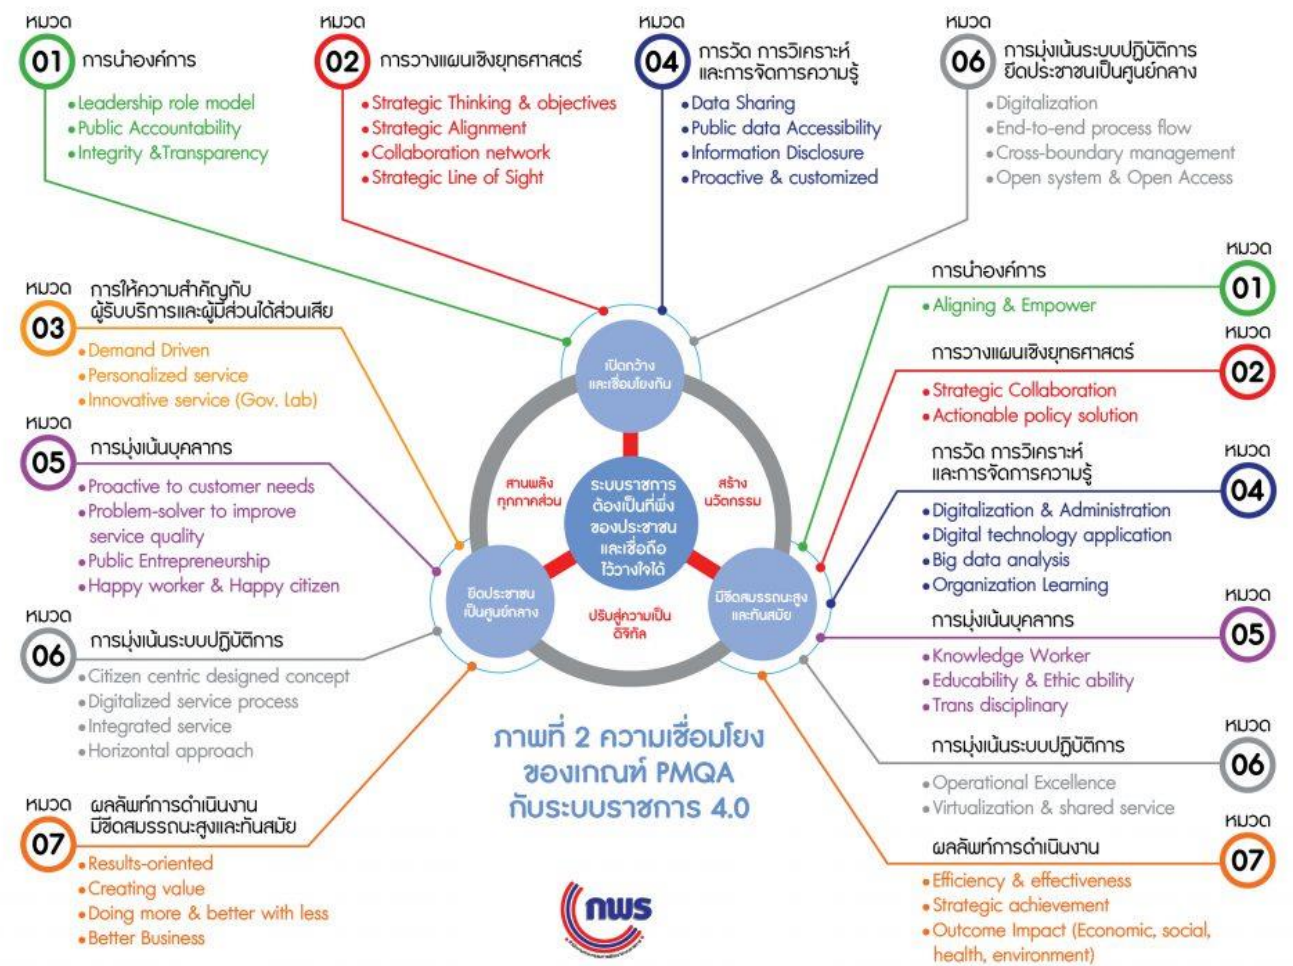 หมวด
01
การนำองค์การ
•Leadership role model
•Public Accountability
•Integrity &Transparency
หมวด
02
การวางแผนเชิงยุทธศาสตร์
•Strategic Thinking & objectives
•Strategic Alignment
•Collaboration network
•Strategic Line of Sight
หมวด
04
การวัด การวิเคราะห์
และการจัดการความรู้
•Data Sharing
•Public data Accessibility
•Information Disclosure
•Proactive & customized
หมวด
06
การมุ่งเน้นระบบปฏิบัติการ
ยึดประชาชนเป็นศูนย์กลาง
•Digitalization
•End-to-end process flow
•Cross-boundary management
•Open system & Open Access
หมวด
03
การให้ความสำคัญกับ
ผู้รับบริการและผู้มีส่วนได้ส่วนเสีย
•Demand Driven
•Personalized service
•Innovative service (Gov. Lab)
หมวด
05
การมุ่งเน้นบุคลากร
•Proactive to customer needs
•Problem-solver to improve
service quality
•Public Entrepreneurship
•Happy worker & Happy citizen
หมวด
06
การมุ่งเน้นระบบปฏิบัติการ
•Citizen centric designed concept
•Digitalized service process
•Integrated service
•Horizontal approach
หมวด
07
ผลลัพท์การดำเนินงาน
มีขีดสมรรถนะสูงและทันสมัย
•Results-oriented
•Creating value
•Doing more & better with less
•Better Business
เปิดกว้าง
และเชื่อมโยงกัน
สานพลัง
ทุกภาคส่วน
สร้าง
นวัตกรรม
ระบบราชการ
ต้องเป็นที่พึ่ง
ของประชาชน
และเชื่อถือ
ไว้วางใจได้
ยึดประชาชน
เป็นศูนย์กลาง
ปรับสู่ความเป็น
ดิจิทัล
มีขีดสมรรถนะสูง
และทันสมัย
ภาพที่ 2 ความเชื่อมโยง
ของเกณฑ์ PMQA
กับระบบราชการ 4.0
กพร
หมวด
01
การนำองค์การ
•Aligning & Empower
หมวด
02
การวางแผนเชิงยุทธศาสตร์
•Strategic Collaboration
•Actionable policy solution
หมวด
04
การวัด การวิเคราะห์
และการจัดการความรู้
•Digitalization & Administration
•Digital technology application
•Big data analysis
•Organization Learning
หมวด
05
การมุ่งเน้นบุคลากร
•Knowledge Worker
•Educability & Ethic ability
•Trans disciplinary
หมวด
06
การมุ่งเน้นระบบปฏิบัติการ
•Operational Excellence
•Virtualization & shared service
หมวด
07
ผลลัพท์การดำเนินงาน
•Efficiency & effectiveness
•Strategic achievement
•Outcome Impact (Economic, social,
health, environment)